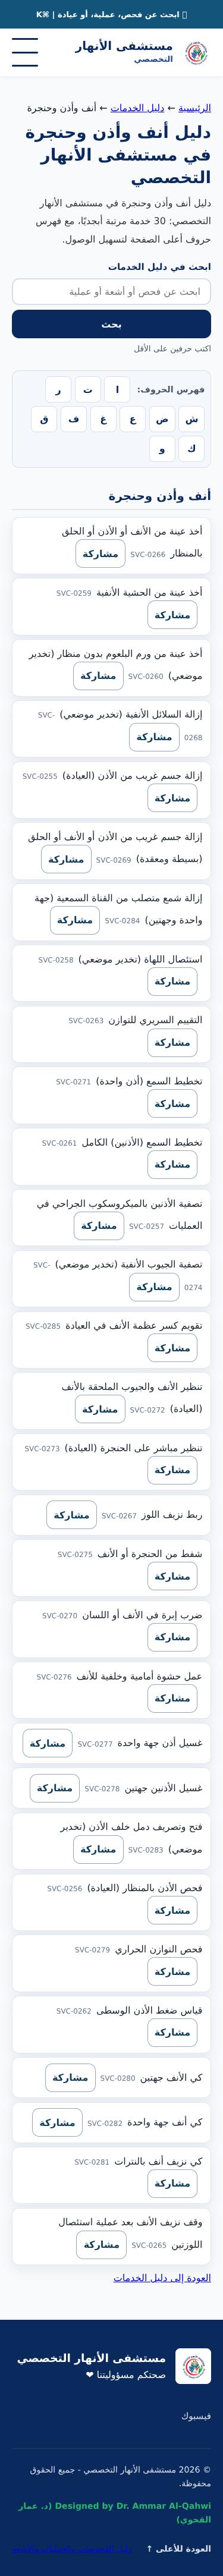 ابحث عن فحص، عملية، أو عيادة | ⌘K
مستشفى الأنهار
التخصصي
الرئيسية ← دليل الخدمات ← أنف وأذن وحنجرة
دليل أنف وأذن وحنجرة
في مستشفى الأنهار
التخصصي
دليل أنف وأذن وحنجرة في مستشفى الأنهار
التخصصي: 30 خدمة مرتبة أبجديًا، مع فهرس
حروف أعلى الصفحة لتسهيل الوصول.
ابحث في دليل الخدمات
ابحث عن فحص أو أشعة أو عملية
بحث
اكتب حرفين على الأقل
فهرس الحروف: ا ت ر
ش ض ع غ ف ق
ك و
أنف وأذن وحنجرة
أخذ عينة من الأنف أو الأذن أو الحلق
بالمنظار SVC-0266 مشاركة
أخذ عينة من الحشية الأنفية SVC-0259
مشاركة
أخذ عينة من ورم البلعوم بدون منظار (تخدير
موضعي) SVC-0260 مشاركة
إزالة السلائل الأنفية (تخدير موضعي) SVC-
0268 مشاركة
إزالة جسم غريب من الأذن (العيادة) SVC-0255
مشاركة
إزالة جسم غريب من الأذن أو الأنف أو الحلق
(بسيطة ومعقدة) SVC-0269 مشاركة
إزالة شمع متصلب من القناة السمعية (جهة
واحدة وجهتين) SVC-0284 مشاركة
استئصال اللهاة (تخدير موضعي) SVC-0258
مشاركة
التقييم السريري للتوازن SVC-0263
مشاركة
تخطيط السمع (أذن واحدة) SVC-0271
مشاركة
تخطيط السمع (الأذنين) الكامل SVC-0261
مشاركة
تصفية الأذنين بالميكروسكوب الجراحي في
العمليات SVC-0257 مشاركة
تصفية الجيوب الأنفية (تخدير موضعي) SVC-
0274 مشاركة
تقويم كسر عظمة الأنف في العيادة SVC-0285
مشاركة
تنظير الأنف والجيوب الملحقة بالأنف
(العيادة) SVC-0272 مشاركة
تنظير مباشر على الحنجرة (العيادة) SVC-0273
مشاركة
ربط نزيف اللوز SVC-0267 مشاركة
شفط من الحنجرة أو الأنف SVC-0275
مشاركة
ضرب إبرة في الأنف أو اللسان SVC-0270
مشاركة
عمل حشوة أمامية وخلفية للأنف SVC-0276
مشاركة
غسيل أذن جهة واحدة SVC-0277 مشاركة
غسيل الأذنين جهتين SVC-0278 مشاركة
فتح وتصريف دمل خلف الأذن (تخدير
موضعي) SVC-0283 مشاركة
فحص الأذن بالمنظار (العيادة) SVC-0256
مشاركة
فحص التوازن الحراري SVC-0279
مشاركة
قياس ضغط الأذن الوسطى SVC-0262
مشاركة
كي الأنف جهتين SVC-0280 مشاركة
كي أنف جهة واحدة SVC-0282 مشاركة
كي نزيف أنف بالنترات SVC-0281
مشاركة
وقف نزيف الأنف بعد عملية استئصال
اللوزتين SVC-0265 مشاركة
العودة إلى دليل الخدمات
مستشفى الأنهار التخصصي
صحتكم مسؤوليتنا ❤
فيسبوك
© 2026 مستشفى الأنهار التخصصي - جميع الحقوق
محفوظة.
Designed by Dr. Ammar Al-Qahwi (د. عمار
القحوي)
العودة للأعلى ↑